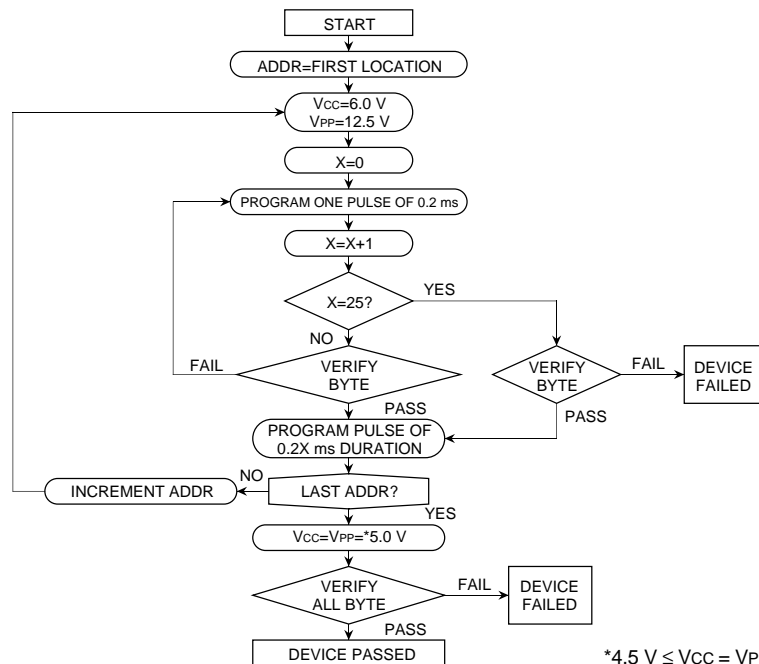 START
ADDR=FIRST LOCATION
VCC=6.0 V
VPP=12.5 V
X=0
PROGRAM ONE PULSE OF 0.2 ms
X=X+1
X=25?
YES
NO
FAIL
VERIFY
BYTE
VERIFY
BYTE
FAIL
DEVICE
FAILED
PASS
PASS
PROGRAM PULSE OF
0.2X ms DURATION
INCREMENT ADDR
NO
LAST ADDR?
YES
VCC=VPP=*5.0 V
VERIFY
ALL BYTE
FAIL
DEVICE
FAILED
PASS
DEVICE PASSED
*4.5 V ≤ VCC = VP